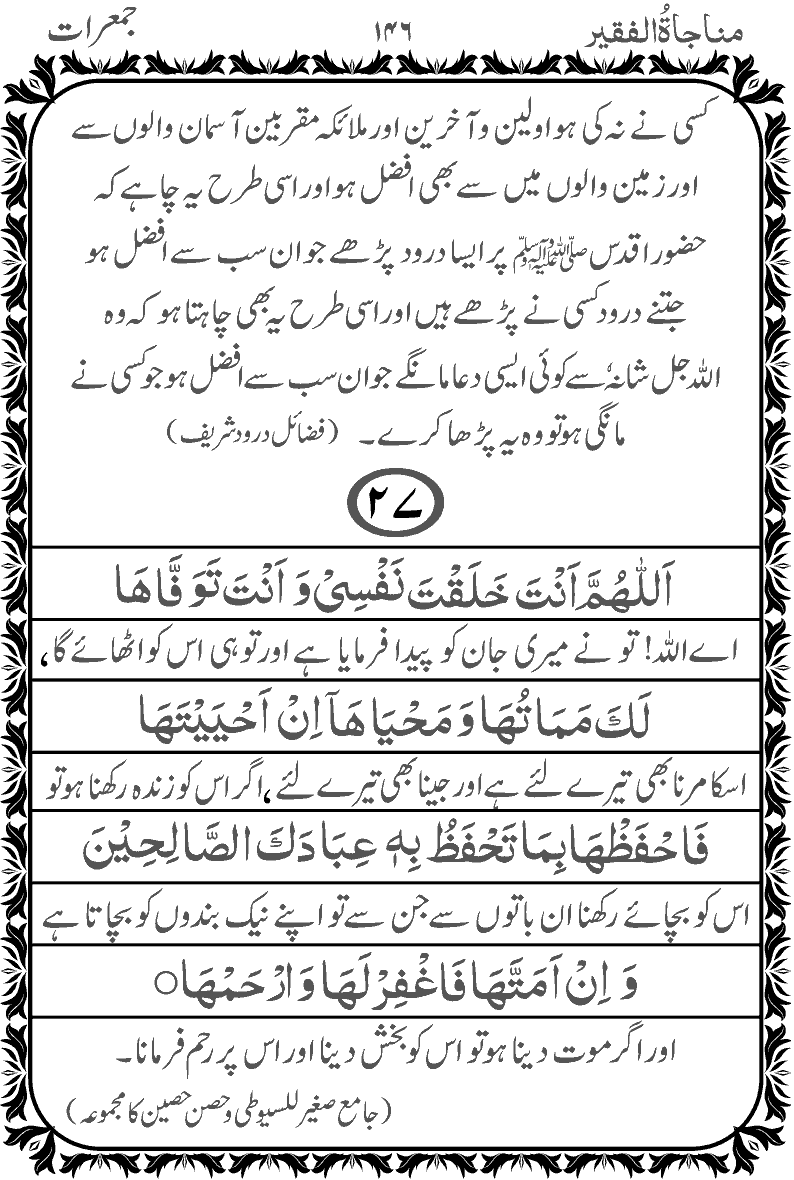 مناجاۃُالفقیر ۱۴۶ جمعرات
کسی نے نہ کی ہو اولین و آخرین اور ملائکہ مقربین آسمان والوں سے
اور زمین والوں میں سے بھی افضل ہو اور اسی طرح یہ چاہے کہ
حضور اقدس ﷺ پر ایسا درود پڑھے جو ان سب سے افضل ہو
جتنے درود کسی نے پڑھے ہیں اور اسی طرح یہ بھی چاہتا ہو کہ وہ
اللہ جل شانہٗ سے کوئی ایسی دعا مانگے جو ان سب سے افضل ہو جو کسی نے
مانگی ہو تو وہ یہ پڑھا کرے۔ (فضائل درود شریف)
۲۷
اَللّٰهُمَّ اَنْتَ خَلَقْتَ نَفْسِیْ وَ اَنْتَ تَوَفَّاهَا
اے اللہ! تو نے میری جان کو پیدا فرمایا ہے اور تو ہی اس کو اٹھائے گا،
لَكَ مَمَاتُهَا وَ مَحْیَاهَآ اِنْ اَحْیَیْتَهَا
اسکا مرنا بھی تیرے لئے ہے اور جینا بھی تیرے لئے، اگر اس کو زندہ رکھنا ہو تو
فَاحْفَظْهَا بِمَا تَحْفَظُ بِهٖ عِبَادَكَ الصَّالِحِیْنَ
اس کو بچائے رکھنا ان باتوں سے جن سے تو اپنے نیک بندوں کو بچاتا ہے
وَ اِنْ اَمَتَّهَا فَاغْفِرْ لَهَا وَ ارْحَمْهَا○
اور اگر موت دینا ہو تو اس کو بخش دینا اور اس پر رحم فرمانا۔
(جامع صغیر للسیوطی و حصن حصین کا مجموعہ)